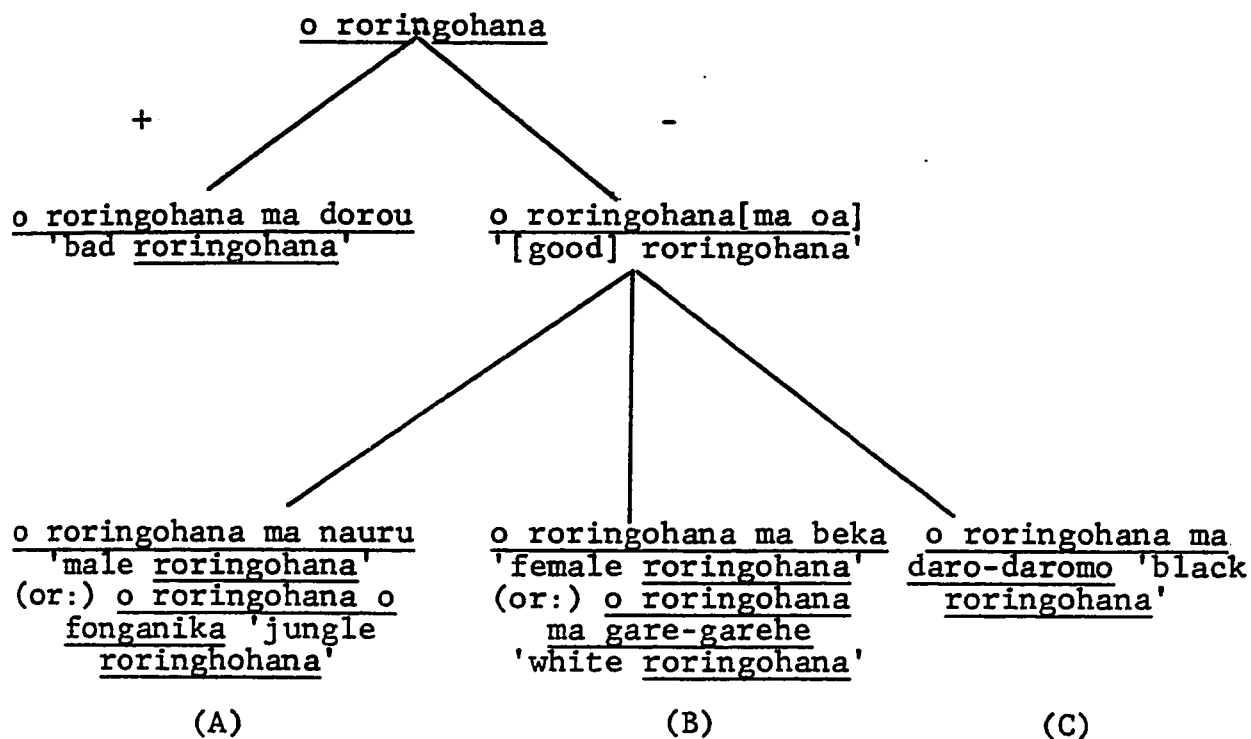 o roringohana
+ -
o roringohana ma dorou
'bad roringohana'
o roringohana[ma oa]
'[good] roringohana'
o roringohana ma nauru
'male roringohana'
(or:) o roringohana o
fonganika 'jungle
roringhohana'
(A)
o roringohana ma beka
'female roringohana'
(or:) o roringohana
ma gare-garehe
'white roringohana'
(B)
o roringohana ma
daro-daromo 'black
roringohana'
(C)